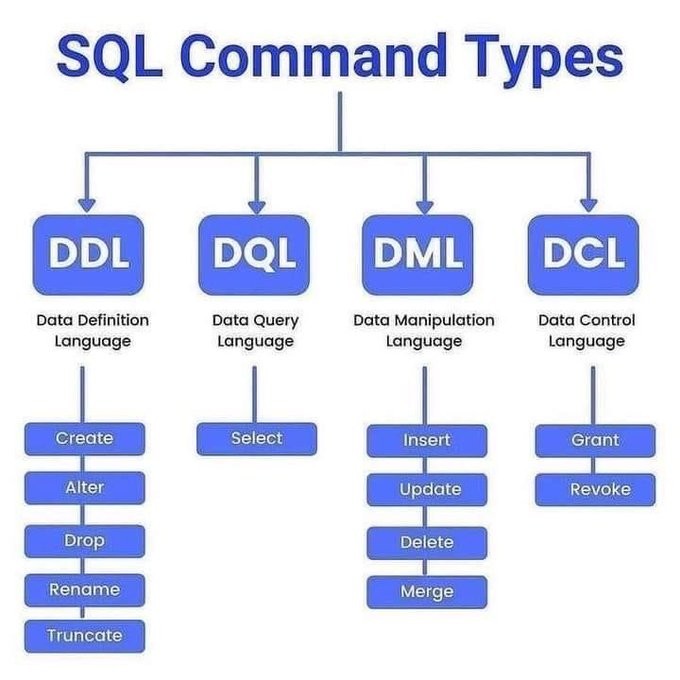 SQL Command Types
DDL
DQL
DML
DCL
Data Definition
Language
Data Query
Language
Data Manipulation
Language
Data Control
Language
Create
Alter
Drop
Rename
Truncate
Select
Insert
Update
Delete
Merge
Grant
Revoke